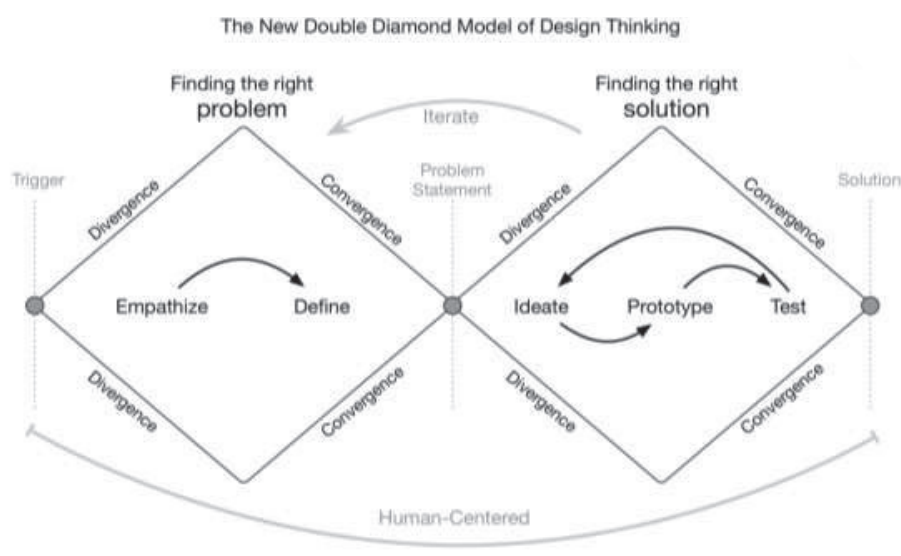 The New Double Diamond Model of Design Thinking
Finding the right
problem
Finding the right
solution
Iterate
Trigger
Problem
Statement
Solution
Divergence
Convergence
Divergence
Convergence
Empathize
Define
Ideate
Prototype
Test
Divergence
Convergence
Divergence
Convergence
Human-Centered